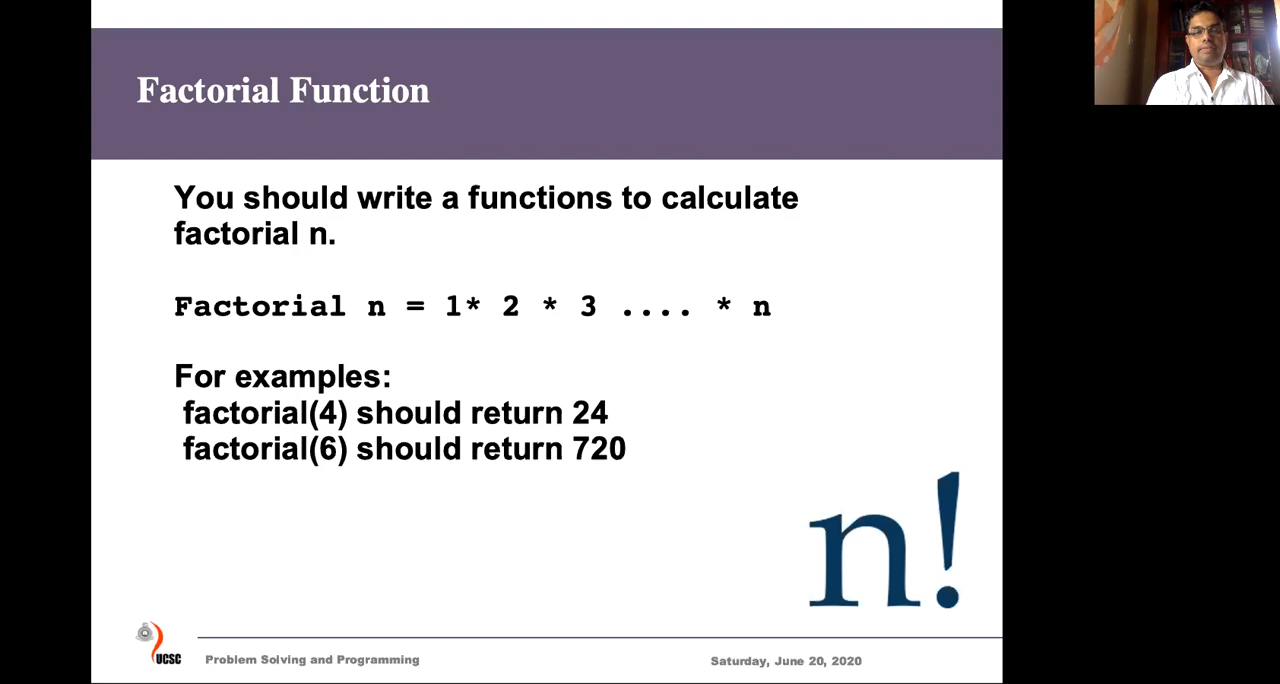 Factorial Function
You should write a functions to calculate
factorial n.
Factorial n = 1* 2 * 3 .... * n
For examples:
factorial(4) should return 24
factorial(6) should return 720
n!
UCSC
Problem Solving and Programming
Saturday, June 20, 2020